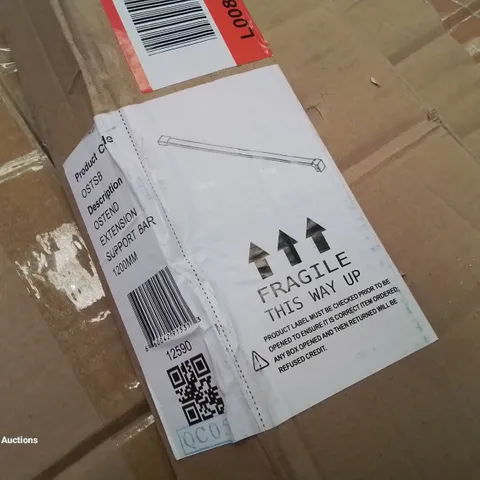 L008
Product
OSTSB
Description
OSTEND
EXTENSION
SUPPORT BAR
1200MM
12590
FRAGILE
THIS WAY UP
PRODUCT LABEL MUST BE CHECKED PRIOR TO BE
OPENED TO ENSURE IT IS CORRECT ITEM ORDERED,
ANY BOX OPENED AND THEN RETURNED WILL BE
REFUSED CREDIT.
Auctions